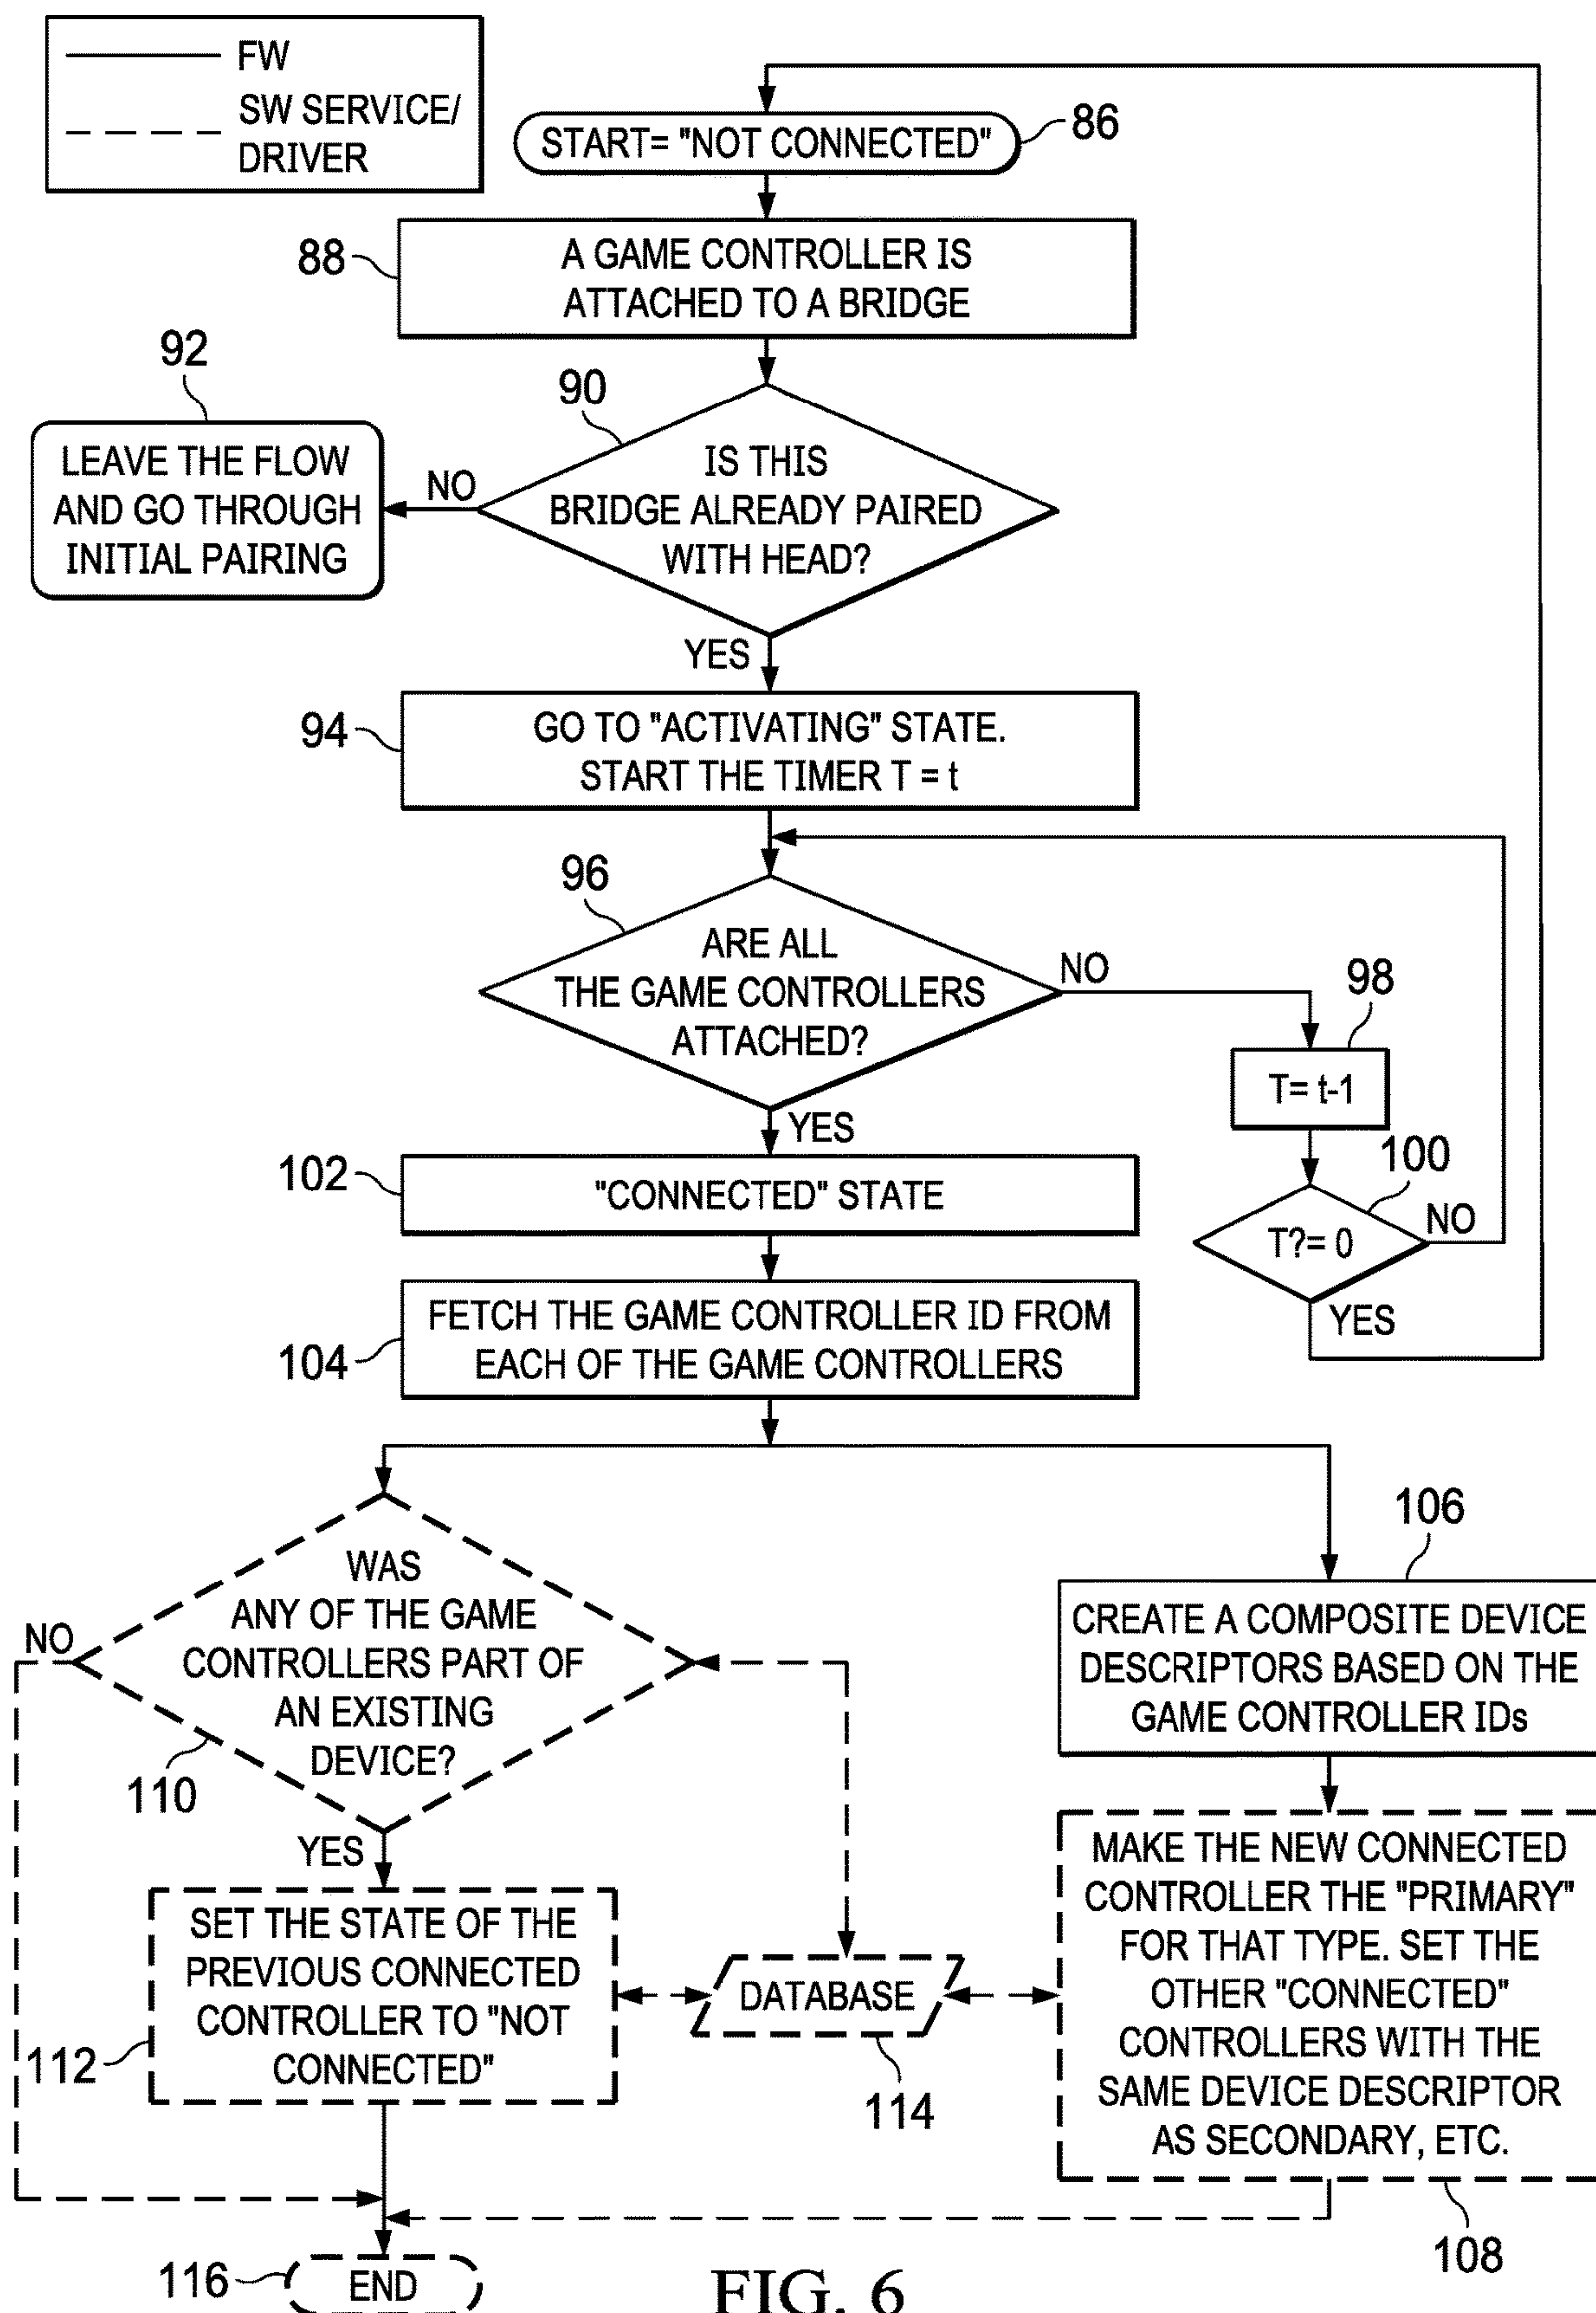 FW
SW SERVICE/
DRIVER
START= "NOT CONNECTED"
86
88
A GAME CONTROLLER IS
ATTACHED TO A BRIDGE
92
90
LEAVE THE FLOW
AND GO THROUGH
INITIAL PAIRING
NO
IS THIS
BRIDGE ALREADY PAIRED
WITH HEAD?
YES
94
GO TO "ACTIVATING" STATE.
START THE TIMER T = t
96
ARE ALL
THE GAME CONTROLLERS
ATTACHED?
NO
98
T= t-1
YES
100
T?= 0
NO
YES
102
"CONNECTED" STATE
104
FETCH THE GAME CONTROLLER ID FROM
EACH OF THE GAME CONTROLLERS
106
WAS
ANY OF THE GAME
CONTROLLERS PART OF
AN EXISTING
DEVICE?
NO
110
YES
CREATE A COMPOSITE DEVICE
DESCRIPTORS BASED ON THE
GAME CONTROLLER IDs
SET THE STATE OF THE
PREVIOUS CONNECTED
CONTROLLER TO "NOT
CONNECTED"
112
DATABASE
114
MAKE THE NEW CONNECTED
CONTROLLER THE "PRIMARY"
FOR THAT TYPE. SET THE
OTHER "CONNECTED"
CONTROLLERS WITH THE
SAME DEVICE DESCRIPTOR
AS SECONDARY, ETC.
108
116
END
FIG. 6